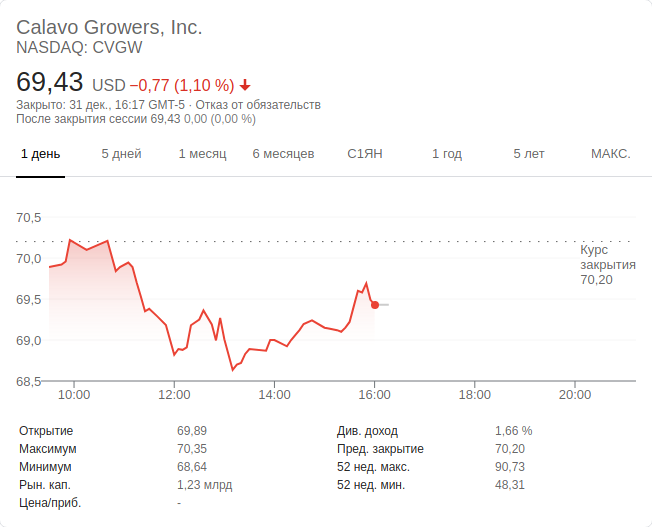 Calavo Growers, Inc.
NASDAQ: CVGW
69,43 USD −0,77 (1,10 %)
Закрыто: 31 дек., 16:17 GMT-5 · Отказ от обязательств
После закрытия сессии 69,43 0,00 (0,00 %)
1 день 5 дней 1 месяц 6 месяцев С1ЯН 1 год 5 лет МАКС.
70,5
Курс
закрытия
70,20
70,0
69,5
69,0
68,5
10:00 12:00 14:00 16:00 18:00 20:00
Открытие 69,89 Див. доход 1,66 %
Максимум 70,35 Пред. закрытие 70,20
Минимум 68,64 52 нед. макс. 90,73
Рын. кап. 1,23 млрд 52 нед. мин. 48,31
Цена/приб. -